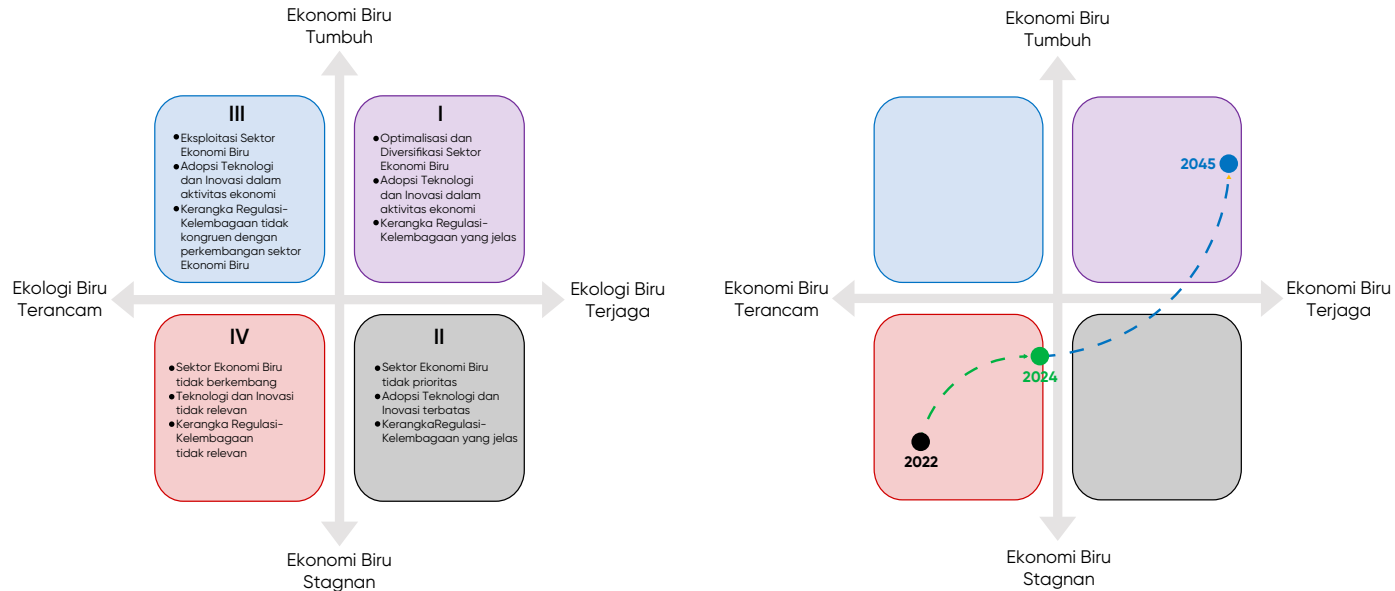 Ekonomi Biru
Tumbuh
III
●Eksploitasi Sektor
Ekonomi Biru
●Adopsi Teknologi
dan Inovasi dalam
aktivitas ekonomi
●Kerangka Regulasi-
Kelembagaan tidak
kongruen dengan
perkembangan sektor
Ekonomi Biru
I
●Optimalisasi dan
Diversifikasi Sektor
Ekonomi Biru
●Adopsi Teknologi
dan Inovasi dalam
aktivitas ekonomi
●Kerangka Regulasi-
Kelembagaan yang jelas
Ekologi Biru
Terancam
Ekologi Biru
Terjaga
IV
●Sektor Ekonomi Biru
tidak berkembang
●Teknologi dan Inovasi
tidak relevan
●Kerangka Regulasi-
Kelembagaan
tidak relevan
II
●Sektor Ekonomi Biru
tidak prioritas
●Adopsi Teknologi dan
Inovasi terbatas
●KerangkaRegulasi-
Kelembagaan yang jelas
Ekonomi Biru
Stagnan
Ekonomi Biru
Tumbuh
2045
Ekonomi Biru
Terancam
Ekonomi Biru
Terjaga
2024
2022
Ekonomi Biru
Stagnan